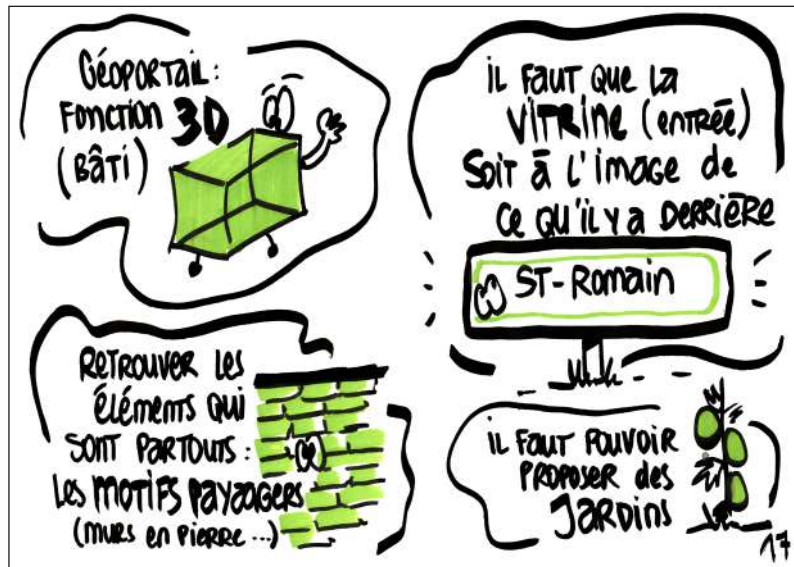 GÉOPORTAIL:
FONCTION 3D
(BÂTI)
IL FAUT QUE LA
VITRINE (ENTRÉE)
SOIT À L'IMAGE DE
CE QU'IL Y A DERRIÈRE
ST-ROMAIN
RETROUVER LES
ÉLÉMENTS QUI
SONT PARTOUTS:
LES MOTIFS PAYAGERS
(MURS EN PIERRE...)
IL FAUT POUVOIR
PROPOSER DES
JARDINS
17